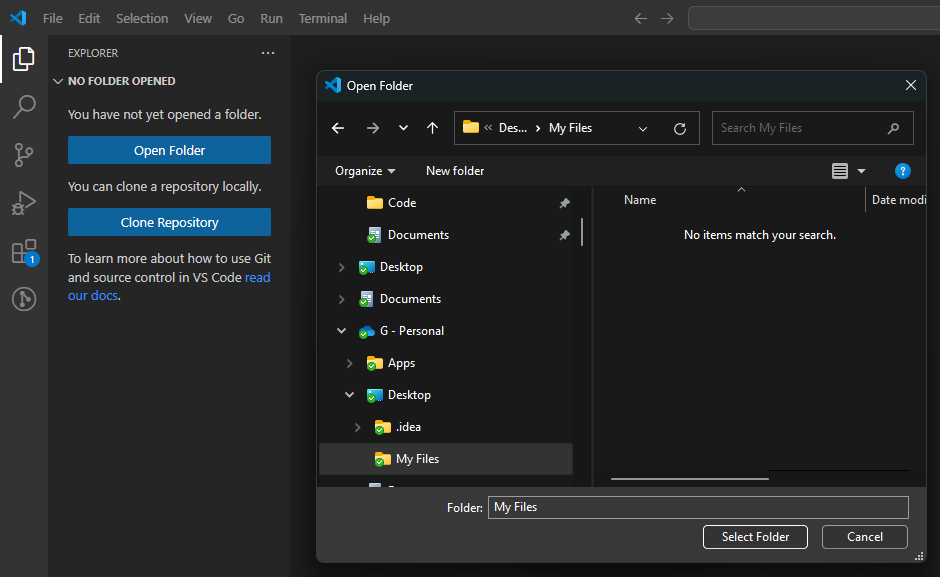 File Edit Selection View Go Run Terminal Help
EXPLORER
NO FOLDER OPENED
You have not yet opened a folder.
Open Folder
You can clone a repository locally.
Clone Repository
To learn more about how to use Git
and source control in VS Code read
our docs.
1
Open Folder
« Des... › My Files
Search My Files
Organize
New folder
?
Code
Documents
Desktop
Documents
G - Personal
Apps
Desktop
.idea
My Files
Name
Date modi
No items match your search.
Folder: My Files
Select Folder
Cancel